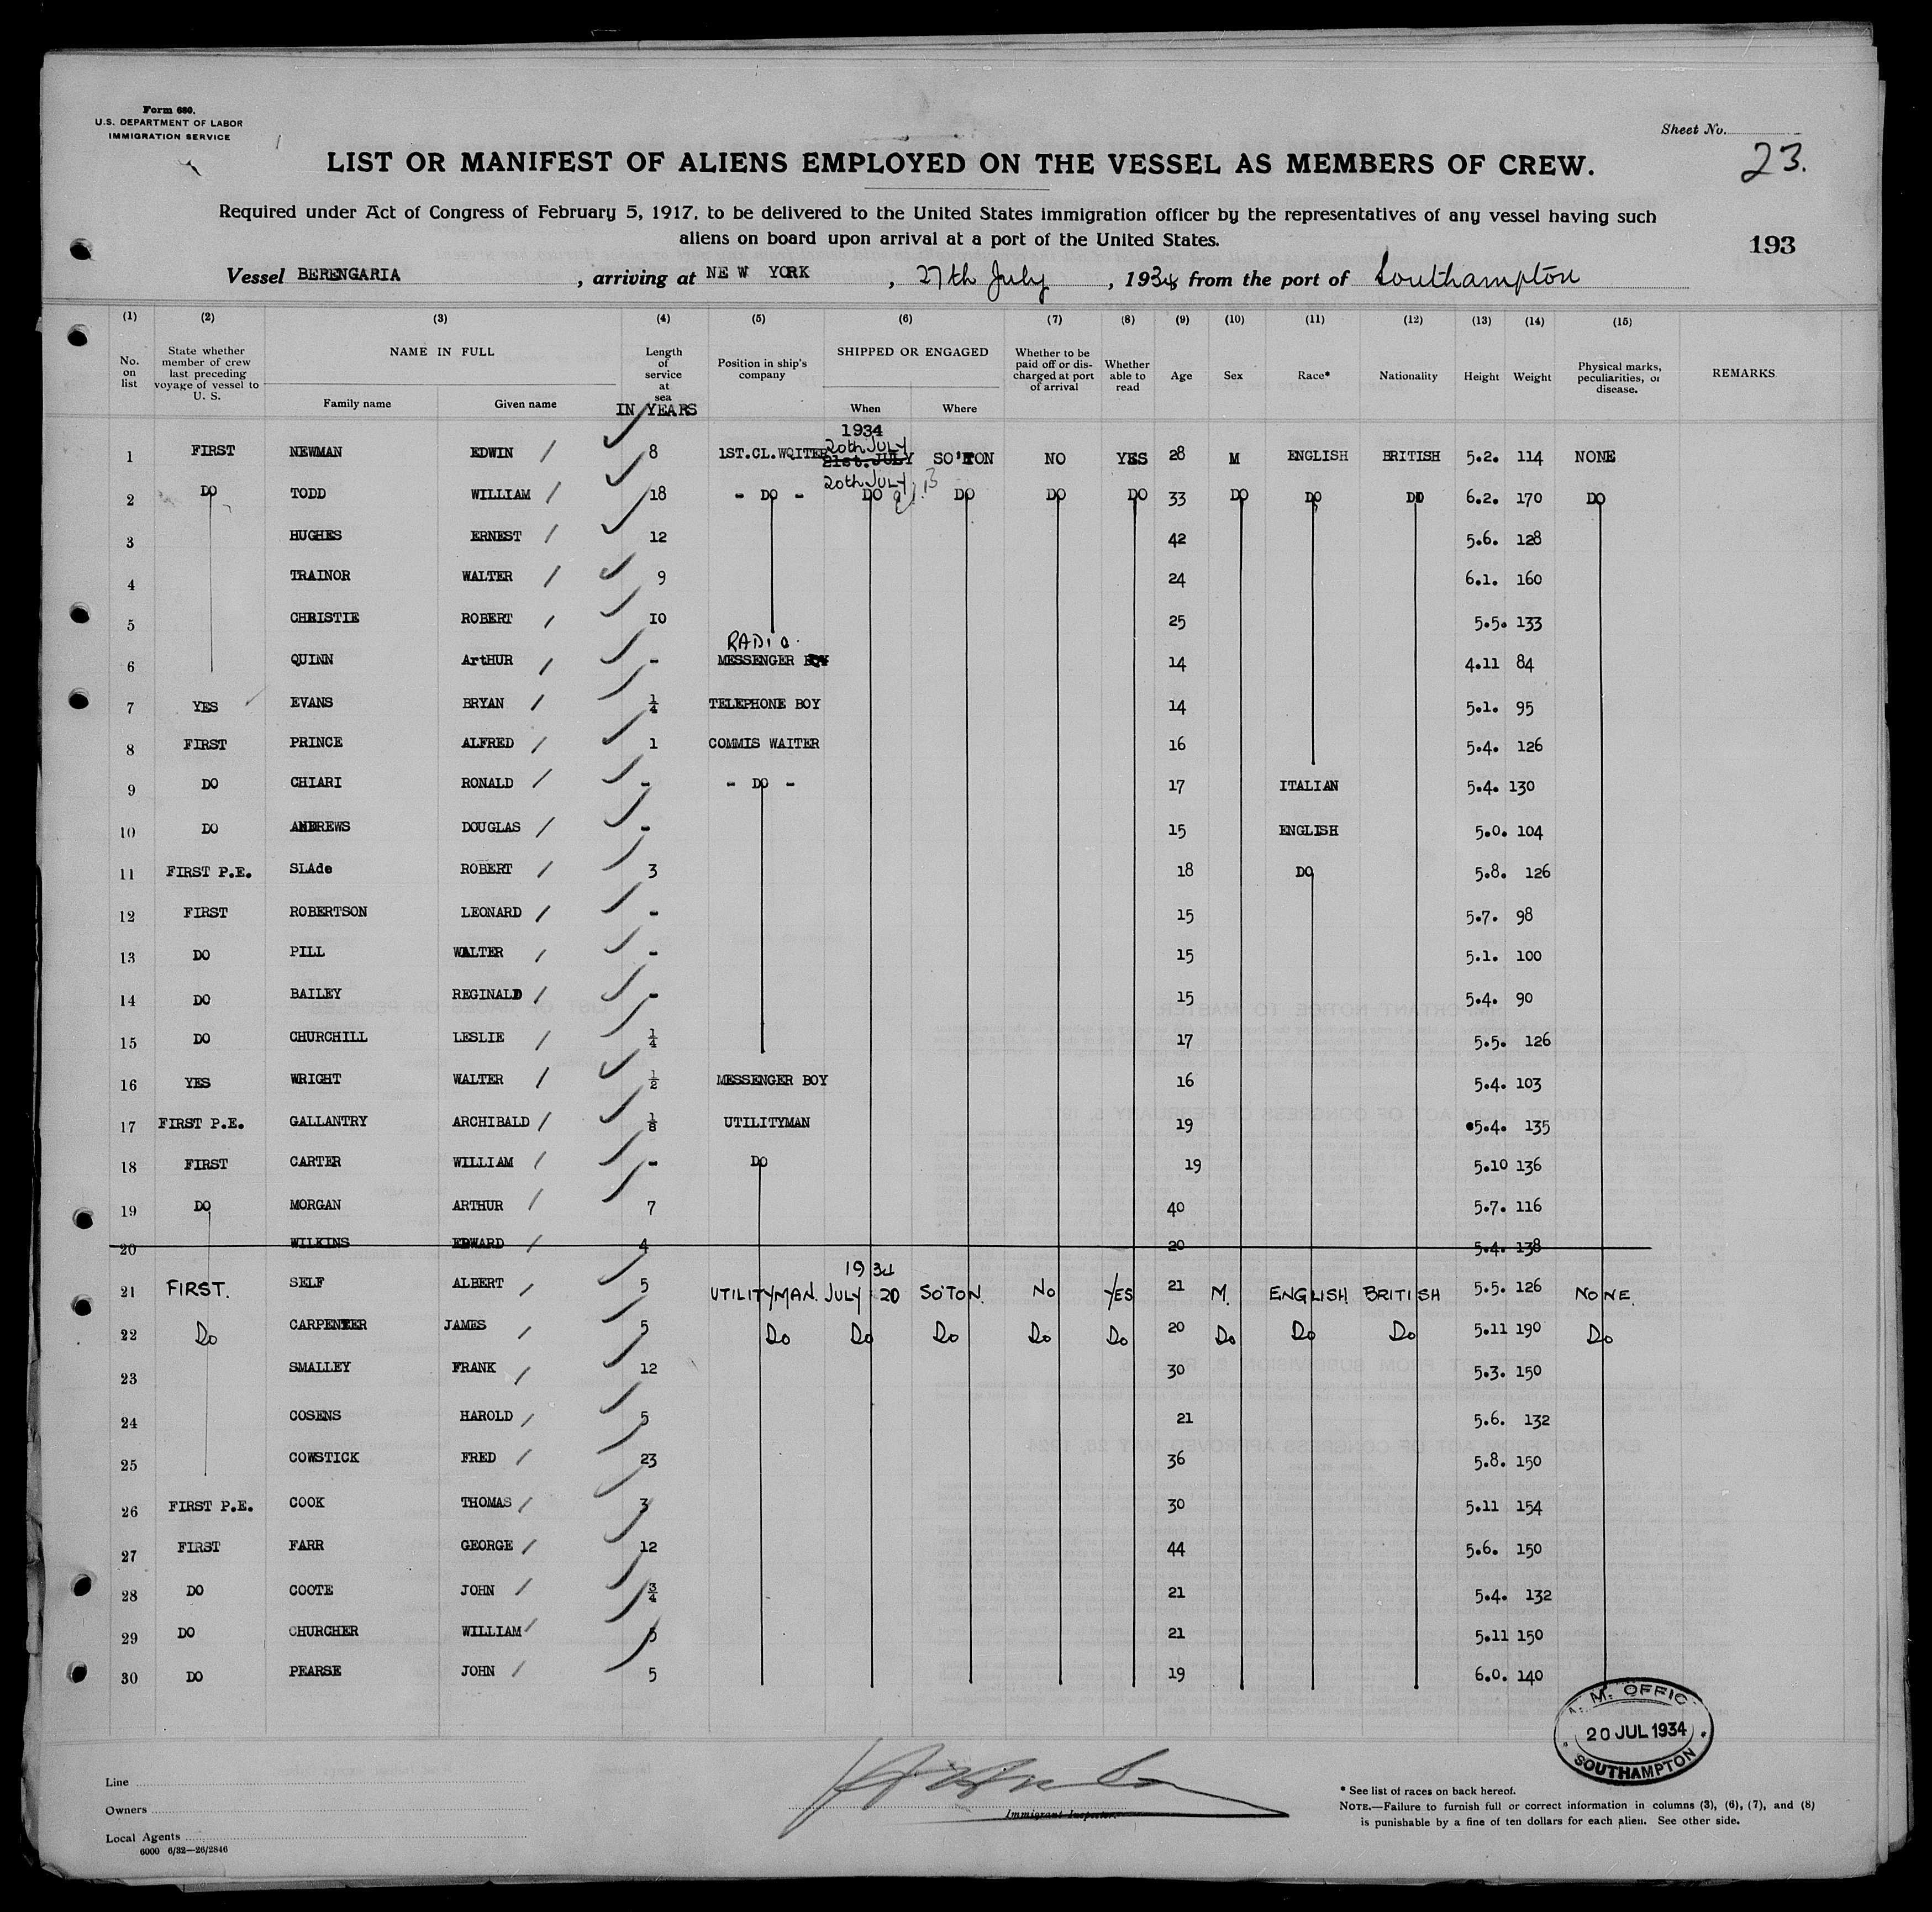 Form 680.
U.S. DEPARTMENT OF LABOR
IMMIGRATION SERVICE
Sheet No.
23.
LIST OR MANIFEST OF ALIENS EMPLOYED ON THE VESSEL AS MEMBERS OF CREW.
Required under Act of Congress of February 5, 1917, to be delivered to the United States immigration officer by the representatives of any vessel having such
aliens on board upon arrival at a port of the United States.
193
Vessel BERENGARIA, arriving at NEW YORK, 27th July, 1934 from the port of Southampton
(1) (2) (3) (4) (5) (6) (7) (8) (9) (10) (11) (12) (13) (14) (15)
No. on list State whether member of crew last preceding voyage of vessel to U. S. NAME IN FULL Family name Given name Length of service at sea IN YEARS Position in ship's company SHIPPED OR ENGAGED When Where Whether to be paid off or discharged at port of arrival Whether able to read Age Sex Race* Nationality Height Weight Physical marks, peculiarities, or disease. REMARKS
1934
20th JULY
1 FIRST NEWMAN EDWIN / 8 1ST.CL.WQITER 21st.JULY SO'TON NO YES 28 M ENGLISH BRITISH 5.2. 114 NONE
20th JULY
2 DO TODD WILLIAM / 18 - DO - DO DO DO DO 33 DO DO DO 6.2. 170 DO
3 HUGHES ERNEST / 12 42 5.6. 128
4 TRAINOR WALTER / 9 24 6.1. 160
5 CHRISTIE ROBERT / 10 25 5.5. 133
RADIO
6 QUINN ArtHUR / - MESSENGER BOY 14 4.11 84
7 YES EVANS BRYAN / 1/4 TELEPHONE BOY 14 5.1. 95
8 FIRST PRINCE ALFRED / 1 COMMIS WAITER 16 5.4. 126
9 DO CHIARI RONALD / - - DO - 17 ITALIAN 5.4. 130
10 DO ANDREWS DOUGLAS / - 15 ENGLISH 5.0. 104
11 FIRST P.E. SLAde ROBERT / 3 18 DO 5.8. 126
12 FIRST ROBERTSON LEONARD / - 15 5.7. 98
13 DO PILL WALTER / - 15 5.1. 100
14 DO BAILEY REGINALD / - 15 5.4. 90
15 DO CHURCHILL LESLIE / 1/4 17 5.5. 126
16 YES WRIGHT WALTER / 1/2 MESSENGER BOY 16 5.4. 103
17 FIRST P.E. GALLANTRY ARCHIBALD / 1/8 UTILITYMAN 19 5.4. 135
18 FIRST CARTER WILLIAM / - DO 19 5.10 136
19 DO MORGAN ARTHUR / 7 40 5.7. 116
20 WILKINS EDWARD / 4 20 5.4. 138
1934
21 FIRST. SELF ALBERT / 5 UTILITYMAN. JULY 20 SO'TON. NO YES 21 M. ENGLISH BRITISH 5.5. 126 NONE.
22 Do CARPENTER JAMES / 5 Do Do Do Do Do 20 Do Do Do 5.11 190 Do
23 SMALLEY FRANK / 12 30 5.3. 150
24 COSENS HAROLD / 5 21 5.6. 132
25 COWSTICK FRED / 23 36 5.8. 150
26 FIRST P.E. COOK THOMAS / 3 30 5.11 154
27 FIRST FARR GEORGE / 12 44 5.6. 150
28 DO COOTE JOHN / 3/4 21 5.4. 132
29 DO CHURCHER WILLIAM / 5 21 5.11 150
30 DO PEARSE JOHN / 5 19 6.0. 140
M. OFFIC
20 JUL 1934
SOUTHAMPTON
Line
Owners
Local Agents
6000 6/32—26/2846
Immigrant Inspector.
* See list of races on back hereof.
NOTE.—Failure to furnish full or correct information in columns (3), (6), (7), and (8)
is punishable by a fine of ten dollars for each alien. See other side.